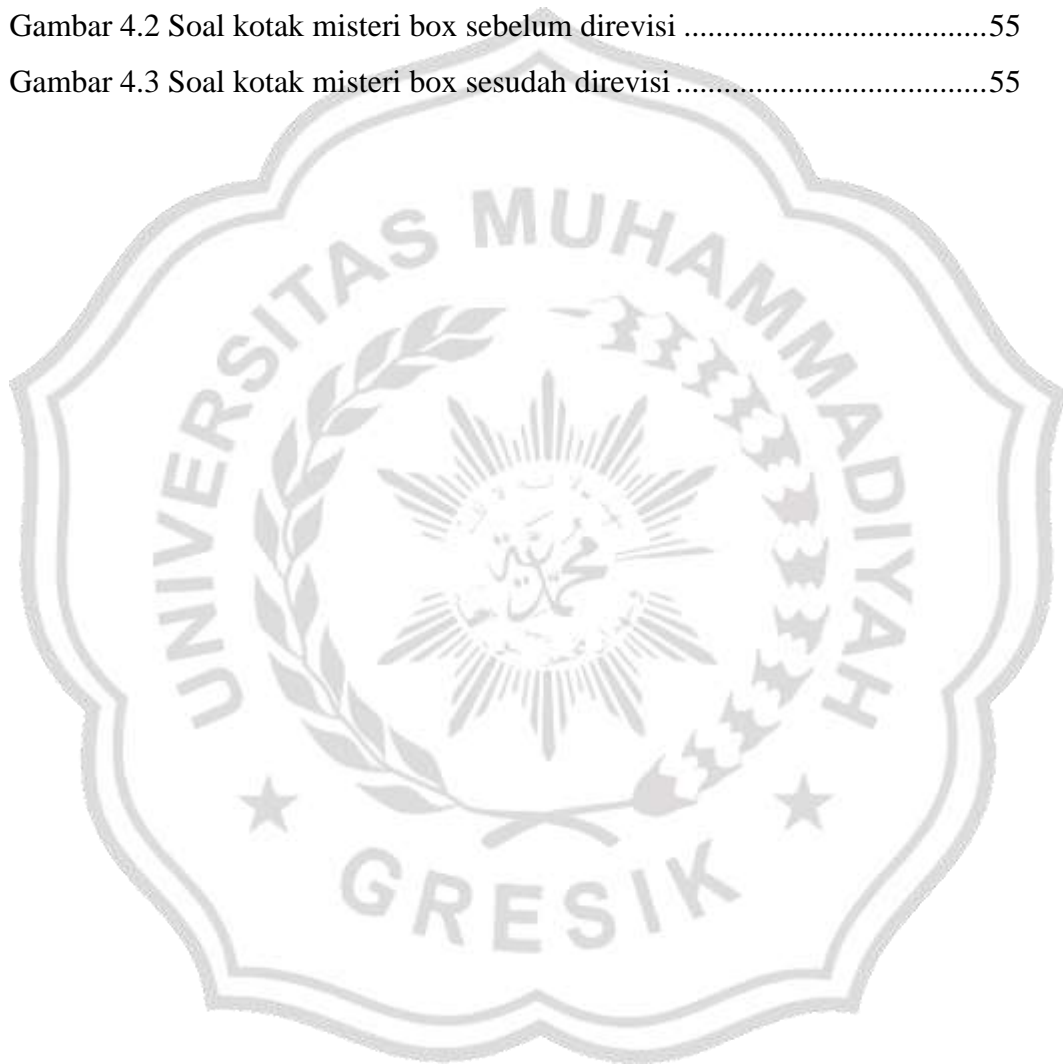 Gambar 4.2 Soal kotak misteri box sebelum direvisi ....................................55
Gambar 4.3 Soal kotak misteri box sesudah direvisi .....................................55
UNIVERSITAS MUHAMMADIYAH
GRESIK